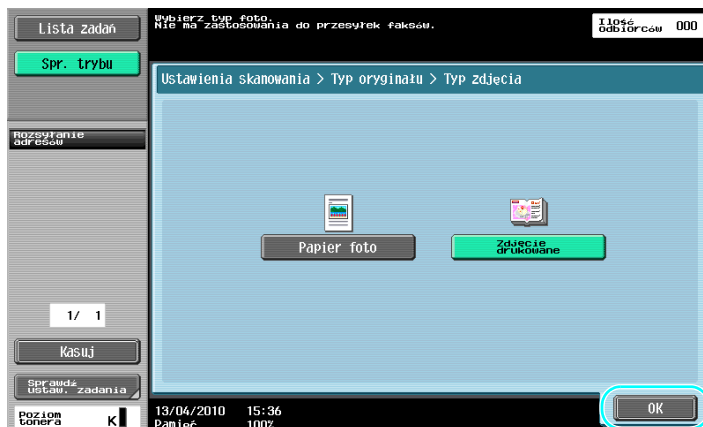 Lista zadań
Spr. trybu
Rozsyłanie
adresów
1/ 1
Kasuj
Sprawdź
ustaw. zadania
Poziom
tonera K
Wybierz typ foto.
Nie ma zastosowania do przesyłek faksów.
Ilość
odbiorców 000
Ustawienia skanowania > Typ oryginału > Typ zdjęcia
Papier foto
Zdjęcie
drukowane
OK
13/04/2010 15:36
Pamięć 100%